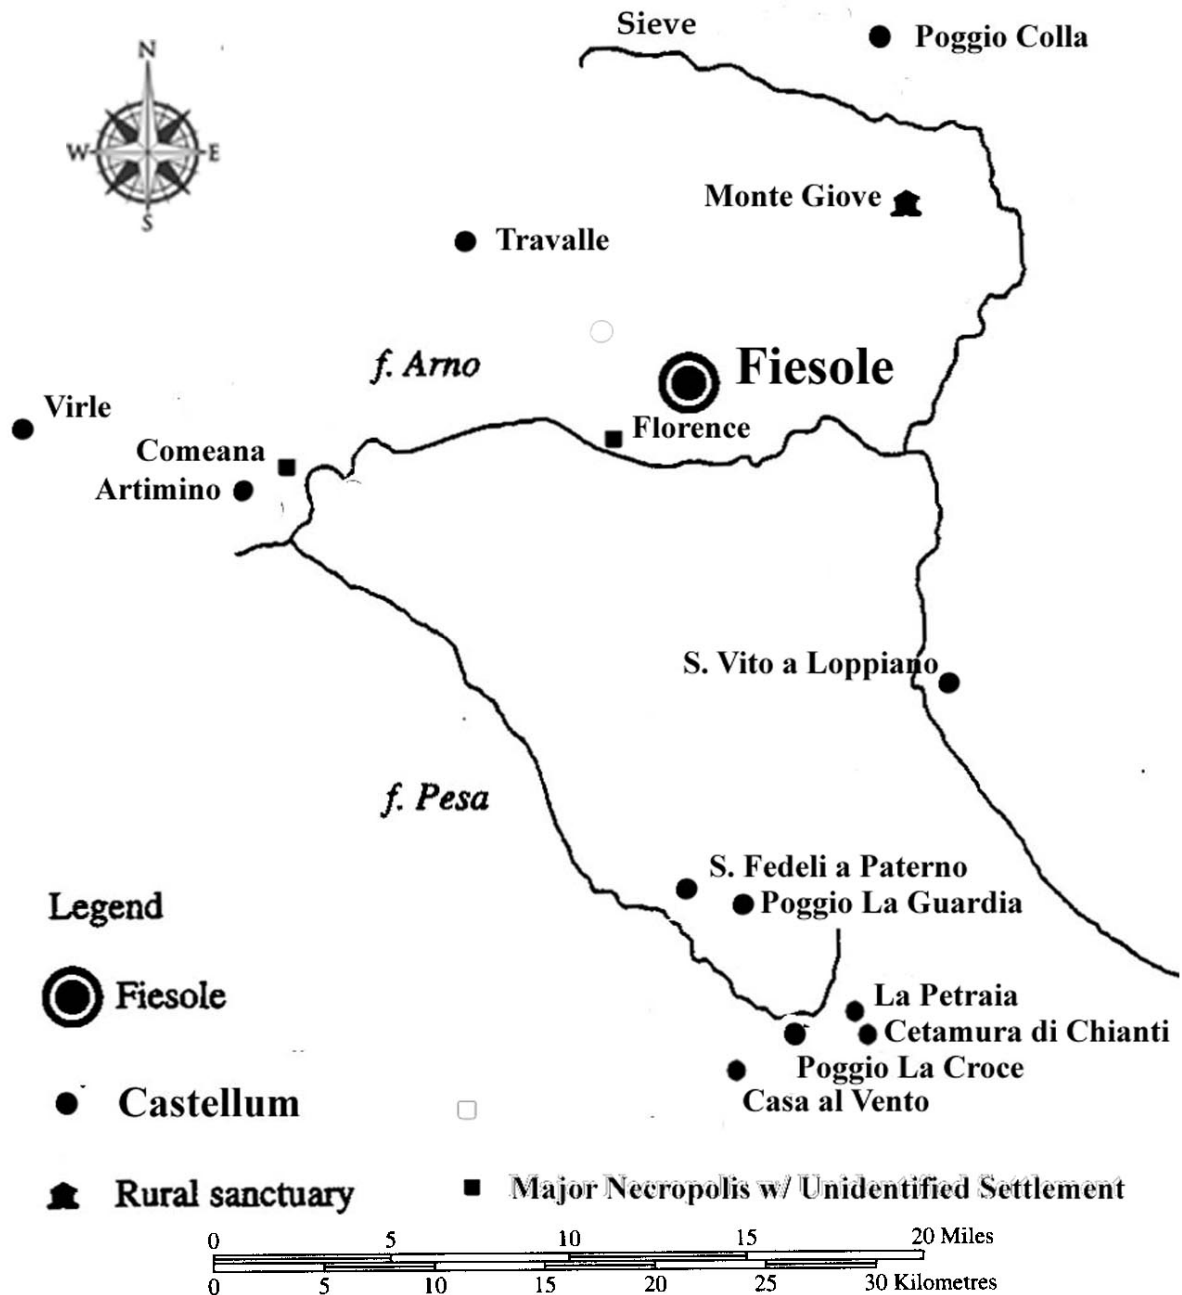 Sieve
Poggio Colla
N
W
E
S
Monte Giove
Travalle
f. Arno
Fiesole
Virle
Florence
Comeana
Artimino
S. Vito a Loppiano
f. Pesa
S. Fedeli a Paterno
Poggio La Guardia
La Petraia
Cetamura di Chianti
Poggio La Croce
Casa al Vento
Legend
Fiesole
Castellum
Rural sanctuary
Major Necropolis w/ Unidentified Settlement
0 5 10 15 20 Miles
0 5 10 15 20 25 30 Kilometres